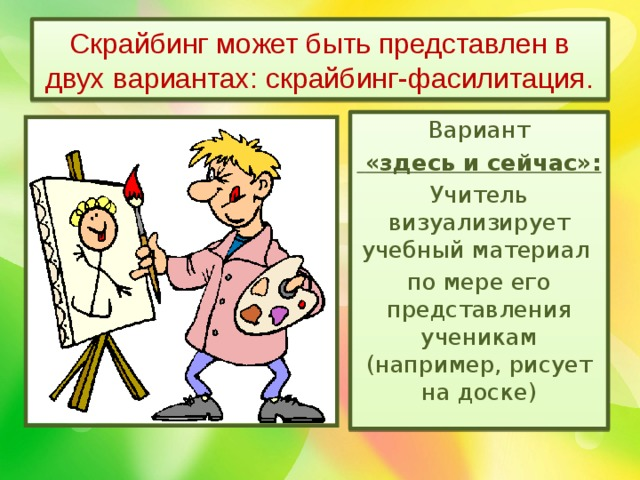 Скрайбинг может быть представлен в
двух вариантах: скрайбинг-фасилитация.
Вариант
«здесь и сейчас»:
Учитель
визуализирует
учебный материал
по мере его
представления
ученикам
(например, рисует
на доске)